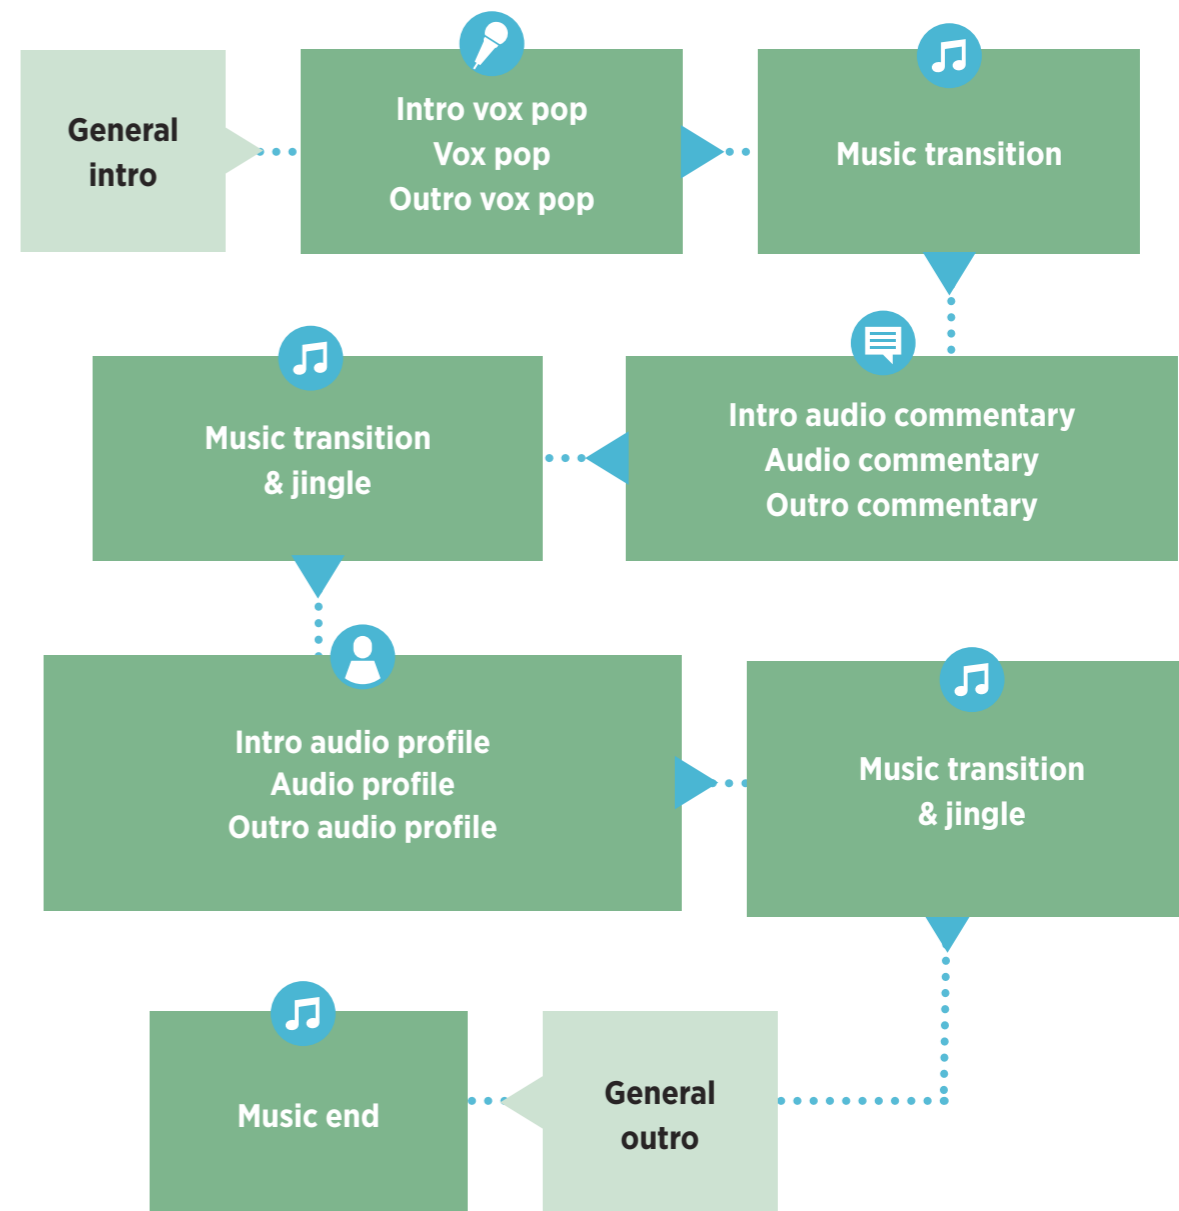 General
intro
Intro vox pop
Vox pop
Outro vox pop
Music transition
Intro audio commentary
Audio commentary
Outro commentary
Music transition
& jingle
Intro audio profile
Audio profile
Outro audio profile
Music transition
& jingle
General
outro
Music end